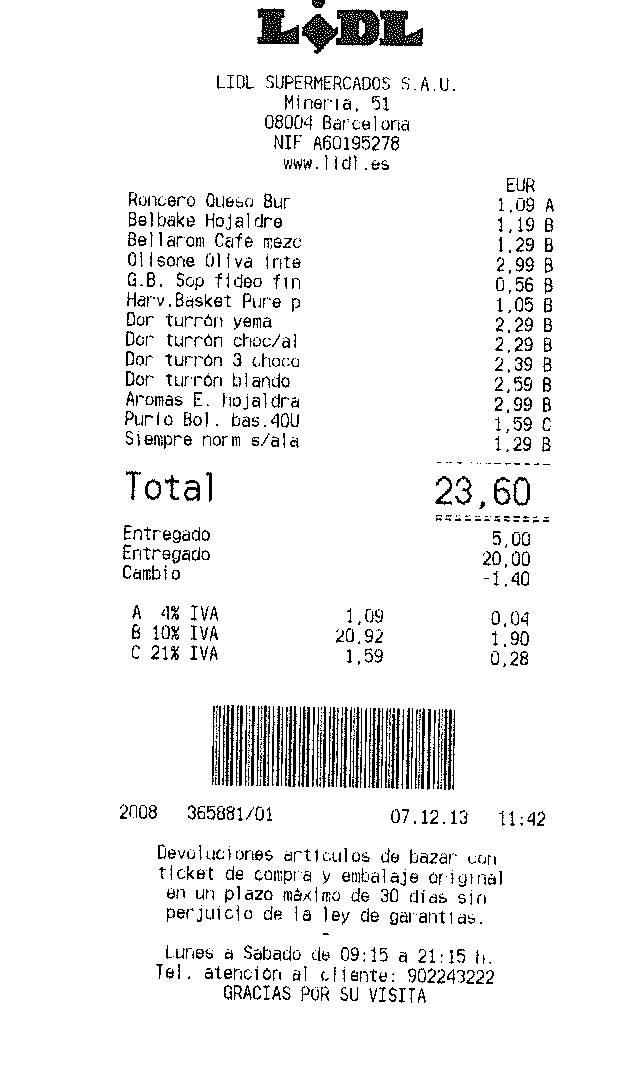 LIDL
LIDL SUPERMERCADOS S.A.U.
Mineria, 51
08004 Barcelona
NIF A60195278
www.lidl.es
EUR
Roncero Queso Bur 1,09 A
Belbake Hojaldre 1,19 B
Bellarom Cafe mezc 1,29 B
Olisone Oliva inte 2,99 B
G.B. Sop fideo fin 0,56 B
Harv.Basket Pure p 1,05 B
Dor turrón yema 2,29 B
Dor turrón choc/al 2,29 B
Dor turrón 3 choco 2,39 B
Dor turrón blando 2,59 B
Aromas E. hojaldra 2,99 B
Purio Bol. bas.40U 1,59 C
Siempre norm s/ala 1,29 B
Total 23,60
Entregado 5,00
Entregado 20,00
Cambio -1,40
A 4% IVA 1,09 0,04
B 10% IVA 20,92 1,90
C 21% IVA 1,59 0,28
2008 365881/01 07.12.13 11:42
Devoluciones artículos de bazar con
ticket de compra y embalaje original
en un plazo máximo de 30 días sin
perjuicio de la ley de garantías.
-
Lunes a Sábado de 09:15 a 21:15 h.
Tel. atención al cliente: 902243222
GRACIAS POR SU VISITA